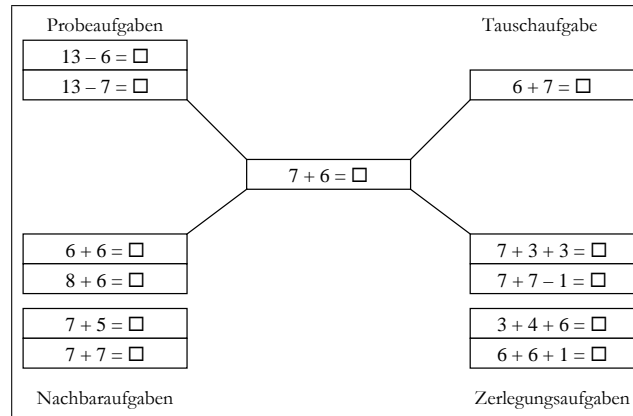 Probeaufgaben
13 – 6 = □
13 – 7 = □
Tauschaufgabe
6 + 7 = □
7 + 6 = □
6 + 6 = □
8 + 6 = □
7 + 5 = □
7 + 7 = □
Nachbaraufgaben
7 + 3 + 3 = □
7 + 7 – 1 = □
3 + 4 + 6 = □
6 + 6 + 1 = □
Zerlegungsaufgaben